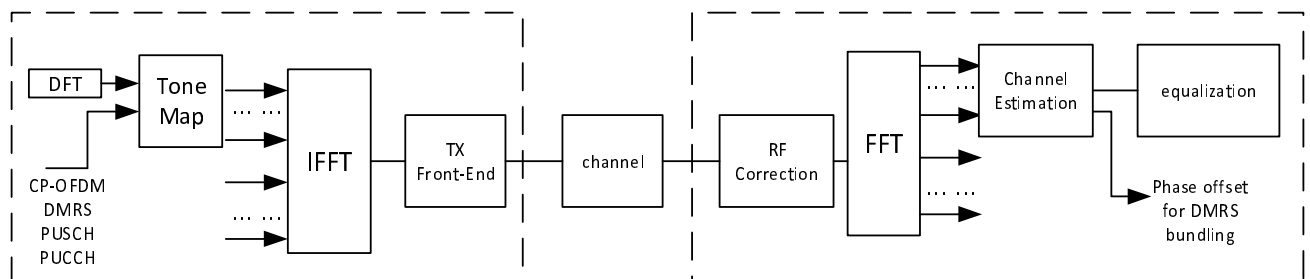 DFT
Tone
Map
CP-OFDM
DMRS
PUSCH
PUCCH
... ...
... ...
IFFT
TX
Front-End
channel
RF
Correction
FFT
... ...
... ...
Channel
Estimation
equalization
Phase offset
for DMRS
bundling